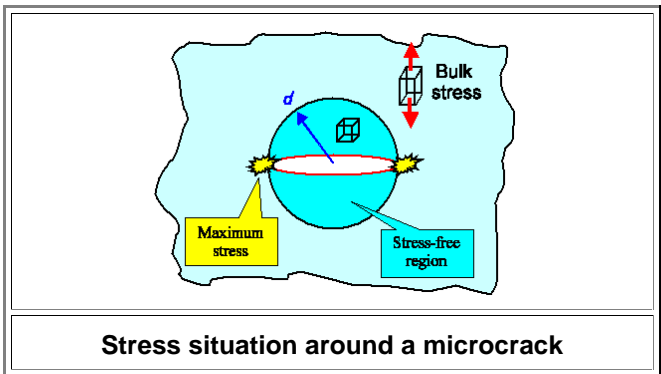 Bulk
stress
d
Maximum
stress
Stress-free
region
Stress situation around a microcrack